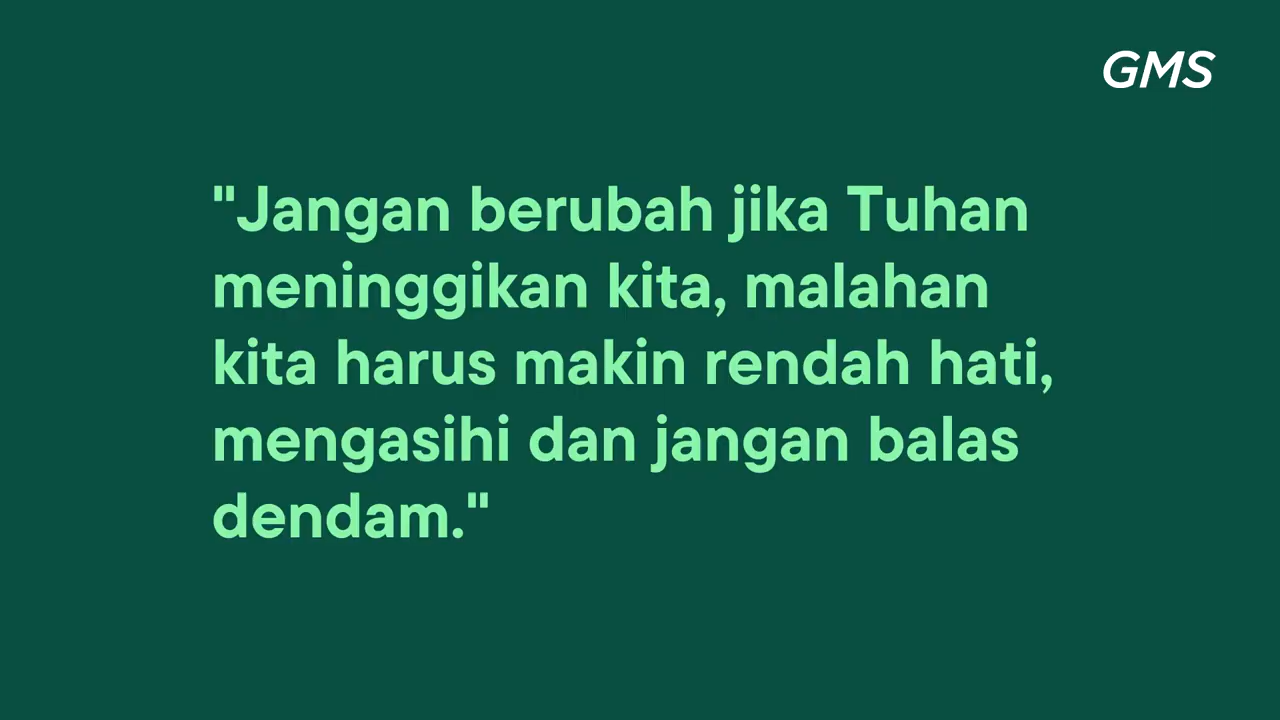 GMS
"Jangan berubah jika Tuhan
meninggikan kita, malahan
kita harus makin rendah hati,
mengasihi dan jangan balas
dendam."